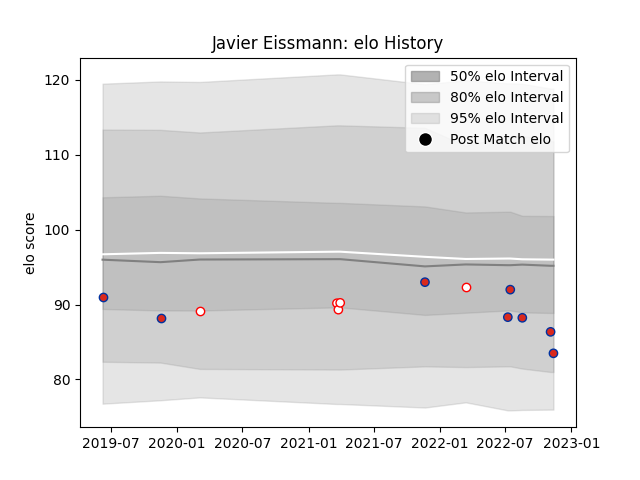 Javier Eissmann: elo History
50% elo Interval
80% elo Interval
95% elo Interval
Post Match elo
elo score
120
110
100
90
80
2019-07 2020-01 2020-07 2021-01 2021-07 2022-01 2022-07 2023-01